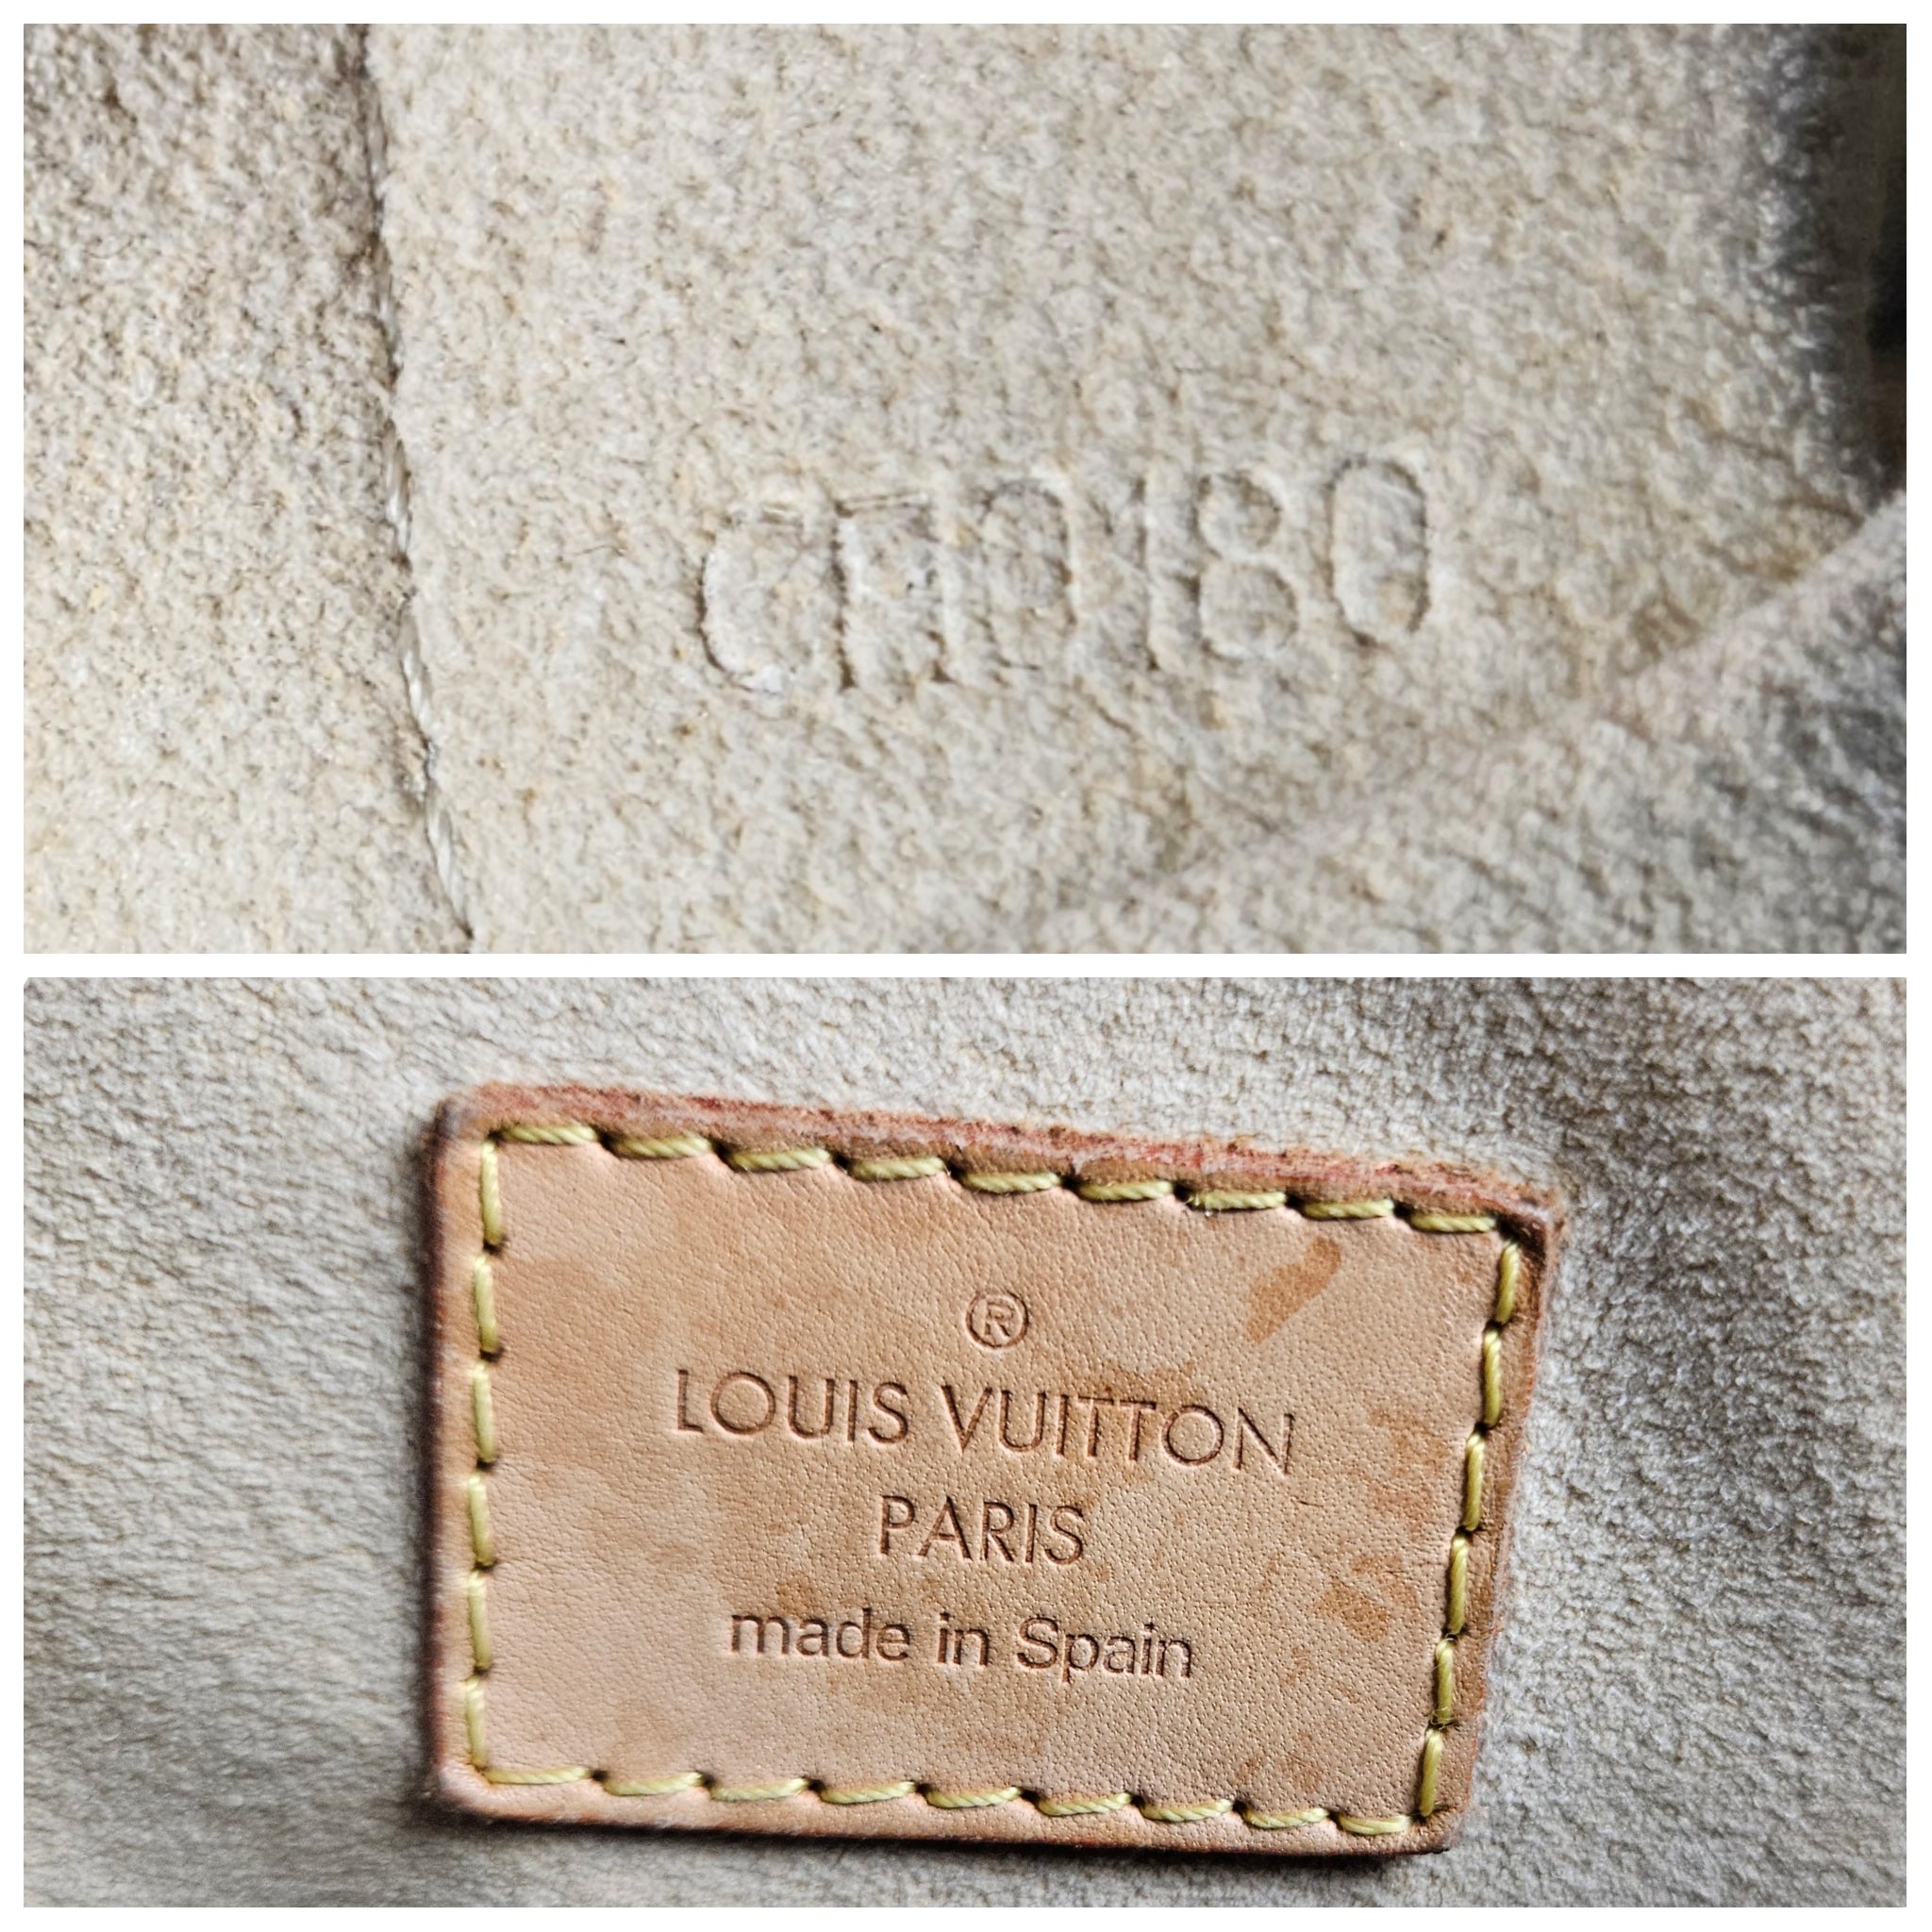 CA0180
®
LOUIS VUITTON
PARIS
made in Spain